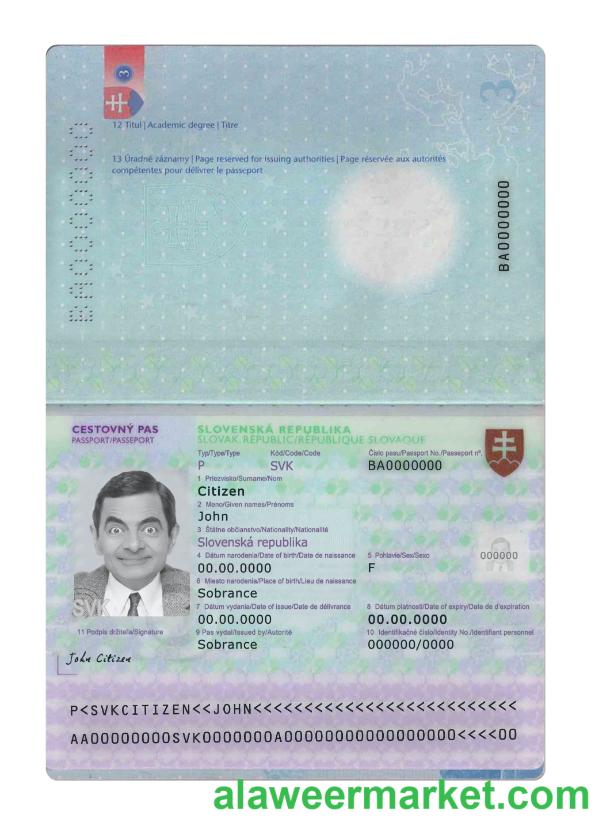 3
3
12 Titul | Academic degree | Titre
13 Úradné záznamy | Page reserved for issuing authorities | Page réservée aux autorités
compétentes pour délivrer le passeport
BA0000000
BA0000000
CESTOVNÝ PAS
PASSPORT/PASSEPORT
SLOVENSKÁ REPUBLIKA
SLOVAK REPUBLIC/RÉPUBLIQUE SLOVAQUE
Typ/Type/Type Kód/Code/Code Číslo pasu/Passport No./Passeport nº.
P SVK BA0000000
1 Priezvisko/Surname/Nom
Citizen
2 Meno/Given names/Prénoms
John
3 Štátne občianstvo/Nationality/Nationalité
Slovenská republika
4 Dátum narodenia/Date of birth/Date de naissance 5 Pohlavie/Sex/Sexe
00.00.0000 F
000000
6 Miesto narodenia/Place of birth/Lieu de naissance
Sobrance
7 Dátum vydania/Date of issue/Date de délivrance 8 Dátum platnosti/Date of expiry/Date de d'expiration
00.00.0000 00.00.0000
SVK
11 Podpis držiteľa/Signature
9 Pas vydal/Issued by/Autorité 10 Identifikačné číslo/Identity No./Identifiant personnel
Sobrance 000000/0000
John Citizen
P<SVKCITIZEN<<JOHN<<<<<<<<<<<<<<<<<<<<<<<<<<
AA00000000SVK0000000A00000000000000000<<<<00
alaweermarket.com